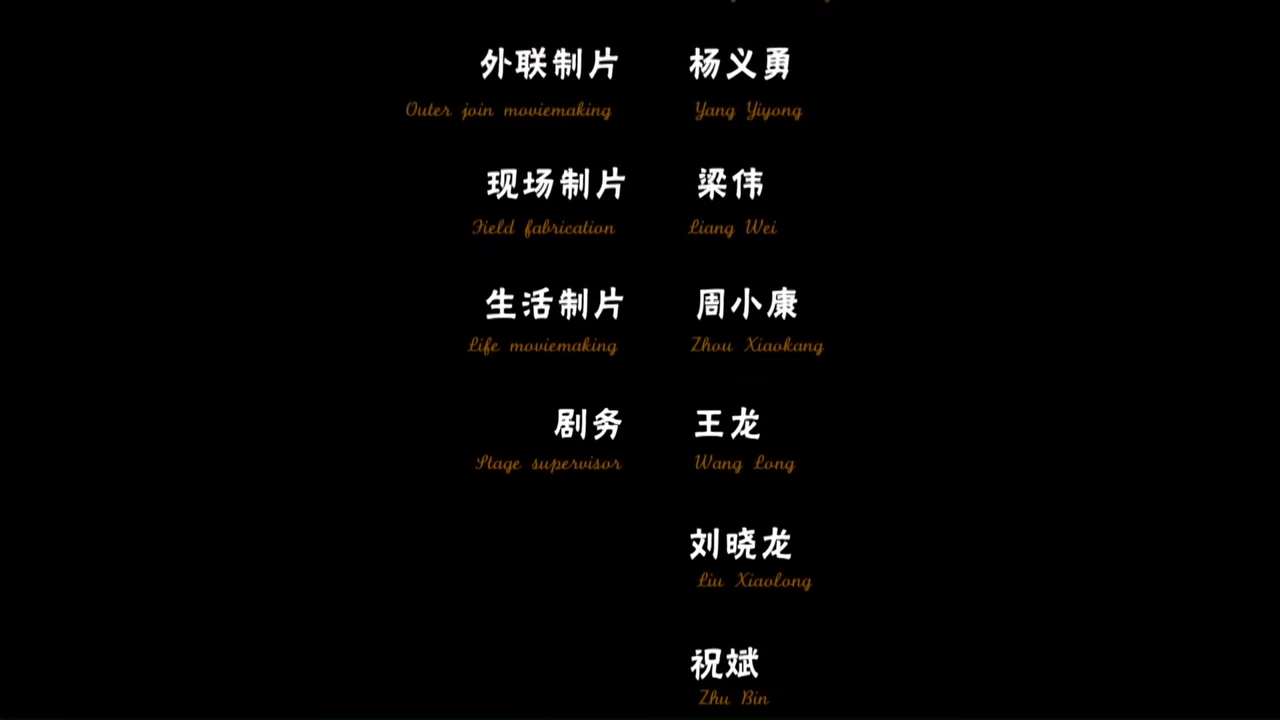 外联制片 杨义勇
Outer join moviemaking Yang Yiyong
现场制片 梁伟
Field fabrication Liang Wei
生活制片 周小康
Life moviemaking Zhou Xiaokang
剧务 王龙
Stage supervisor Wang Long
刘晓龙
Liu Xiaolong
祝斌
Zhu Bin